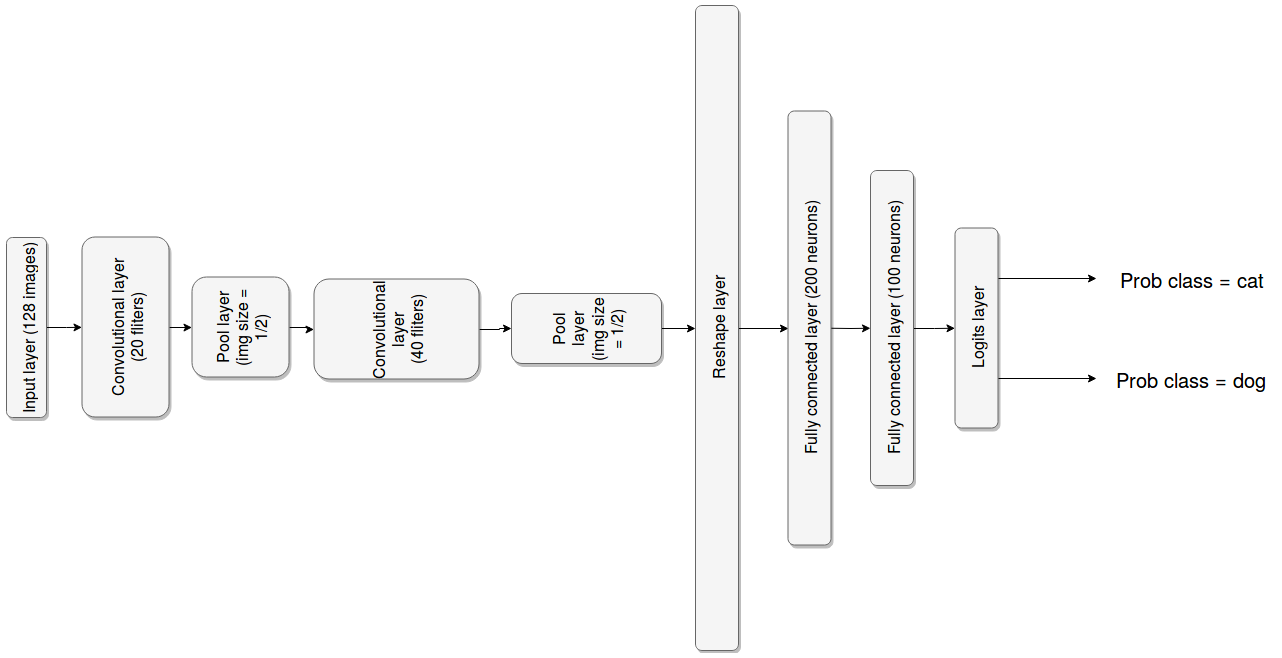 Input layer (128 images)
Convolutional layer
(20 fliters)
Pool layer
(img size =
1/2)
Convolutional
layer
(40 fliters)
Pool
layer
(img size
= 1/2)
Reshape layer
Fully connected layer (200 neurons)
Fully connected layer (100 neurons)
Logits layer
Prob class = cat
Prob class = dog